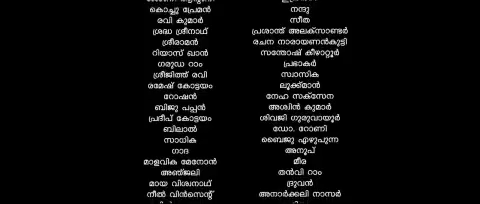 കൊച്ചു പ്രേമൻ നന്ദു
രവി കുമാർ സീത
ശ്രദ്ധ ശ്രീനാഥ് പ്രശാന്ത് അലക്സാണ്ടർ
ശ്രീരാമൻ രചന നാരായണൻകുട്ടി
റിയാസ് ഖാൻ സന്തോഷ് കീഴാറ്റൂർ
ഗരുഡ റാം പ്രഭാകർ
ശ്രീജിത്ത് രവി സ്വാസിക
രമേഷ് കോട്ടയം ലുക്ക്മാൻ
റോഷൻ നേഹ സക്സേന
ബിജു പപ്പൻ അശ്വിൻ കുമാർ
പ്രദീപ് കോട്ടയം ശിവജി ഗുരുവായൂർ
ബിലാൽ ഡോ. റോണി
സാധിക ബൈജു എഴുപുന്ന
ഗാദ അനൂപ്
മാളവിക മേനോൻ മീര
അഞ്ജലി തൻവി റാം
മായ വിശ്വനാഥ് ദ്രുവൻ
നീൽ വിൻസെന്റ് അനാർക്കലി നാസർ